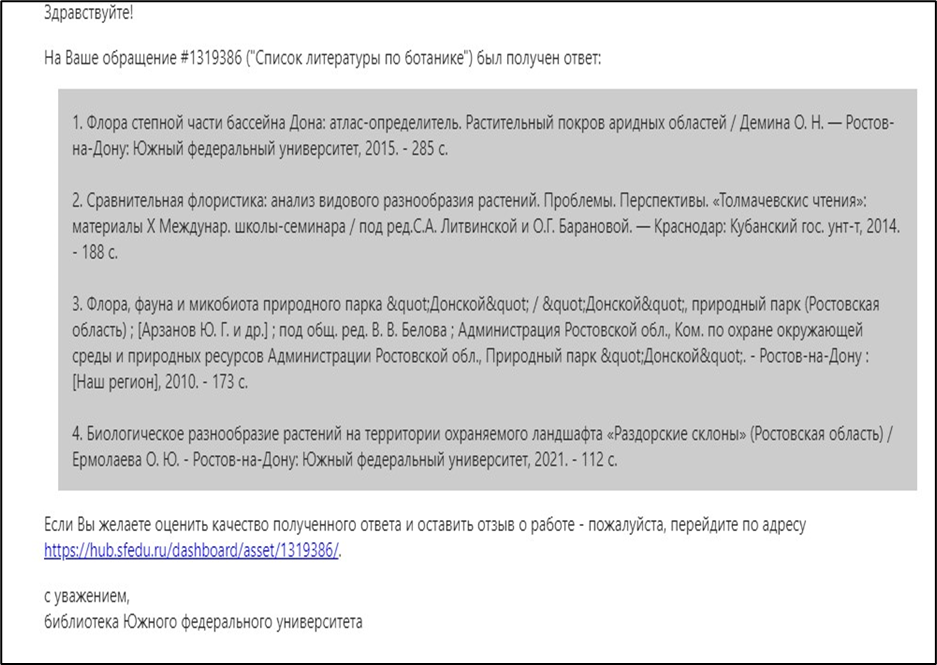 Здравствуйте!
На Ваше обращение #1319386 ("Список литературы по ботанике") был получен ответ:
1. Флора степной части бассейна Дона: атлас-определитель. Растительный покров аридных областей / Демина О. Н. — Ростов-
на-Дону: Южный федеральный университет, 2015. - 285 с.
2. Сравнительная флористика: анализ видового разнообразия растений. Проблемы. Перспективы. «Толмачевскис чтения»:
материалы X Междунар. школы-семинара / под ред.С.А. Литвинской и О.Г. Барановой. — Краснодар: Кубанский гос. унт-т, 2014.
- 188 с.
3. Флора, фауна и микобиота природного парка &quot;Донской&quot; / &quot;Донской&quot;, природный парк (Ростовская
область) ; [Арзанов Ю. Г. и др.] ; под общ. ред. В. В. Белова ; Администрация Ростовской обл., Ком. по охране окружающей
среды и природных ресурсов Администрации Ростовской обл., Природный парк &quot;Донской&quot;. - Ростов-на-Дону :
[Наш регион], 2010. - 173 с.
4. Биологическое разнообразие растений на территории охраняемого ландшафта «Раздорские склоны» (Ростовская область) /
Ермолаева О. Ю. - Ростов-на-Дону: Южный федеральный университет, 2021. - 112 с.
Если Вы желаете оценить качество полученного ответа и оставить отзыв о работе - пожалуйста, перейдите по адресу
https://hub.sfedu.ru/dashboard/asset/1319386/.
с уважением,
библиотека Южного федерального университета